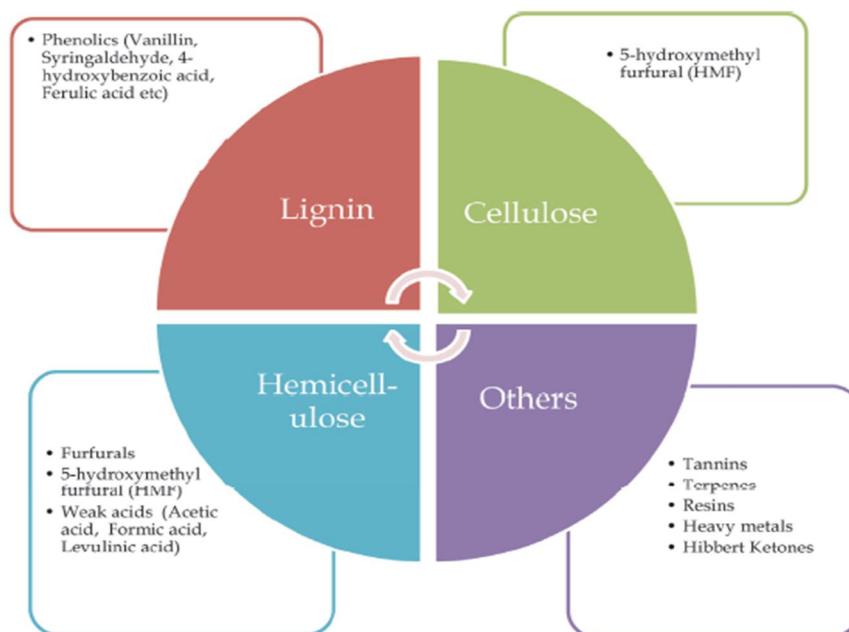 • Phenolics (Vanillin,
Syringaldehyde, 4-
hydroxybenzoic acid,
Ferulic acid etc)
• 5-hydroxymethyl
furfural (HMF)
Lignin
Cellulose
Hemicell-
ulose
Others
• Furfurals
• 5-hydroxymethyl
furfural (HMF)
• Weak acids (Acetic
acid, Formic acid,
Levulinic acid)
• Tannins
• Terpenes
• Resins
• Heavy metals
• Hibbert Ketones